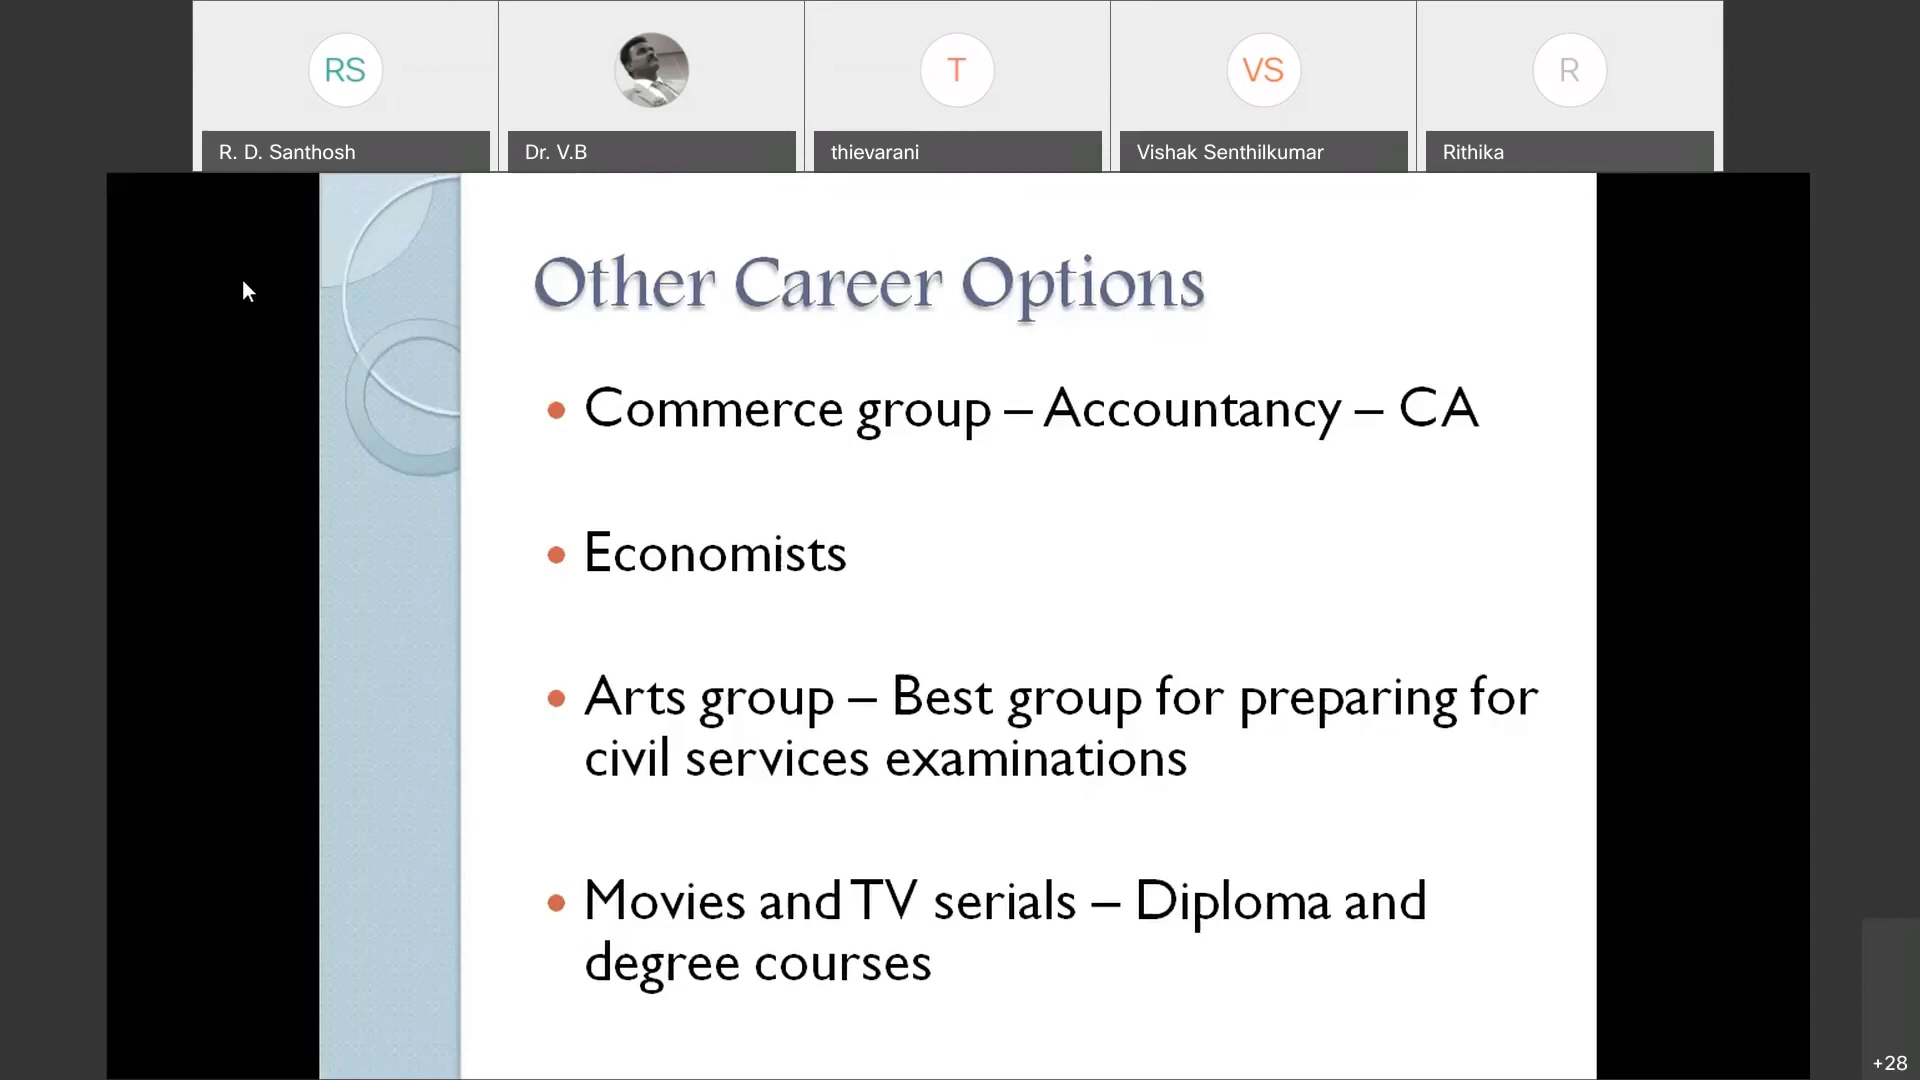 RS
T
VS
R
R. D. Santhosh
Dr. V.B
thievarani
Vishak Senthilkumar
Rithika
Other Career Options
• Commerce group – Accountancy – CA
• Economists
• Arts group – Best group for preparing for
civil services examinations
• Movies and TV serials – Diploma and
degree courses
+28